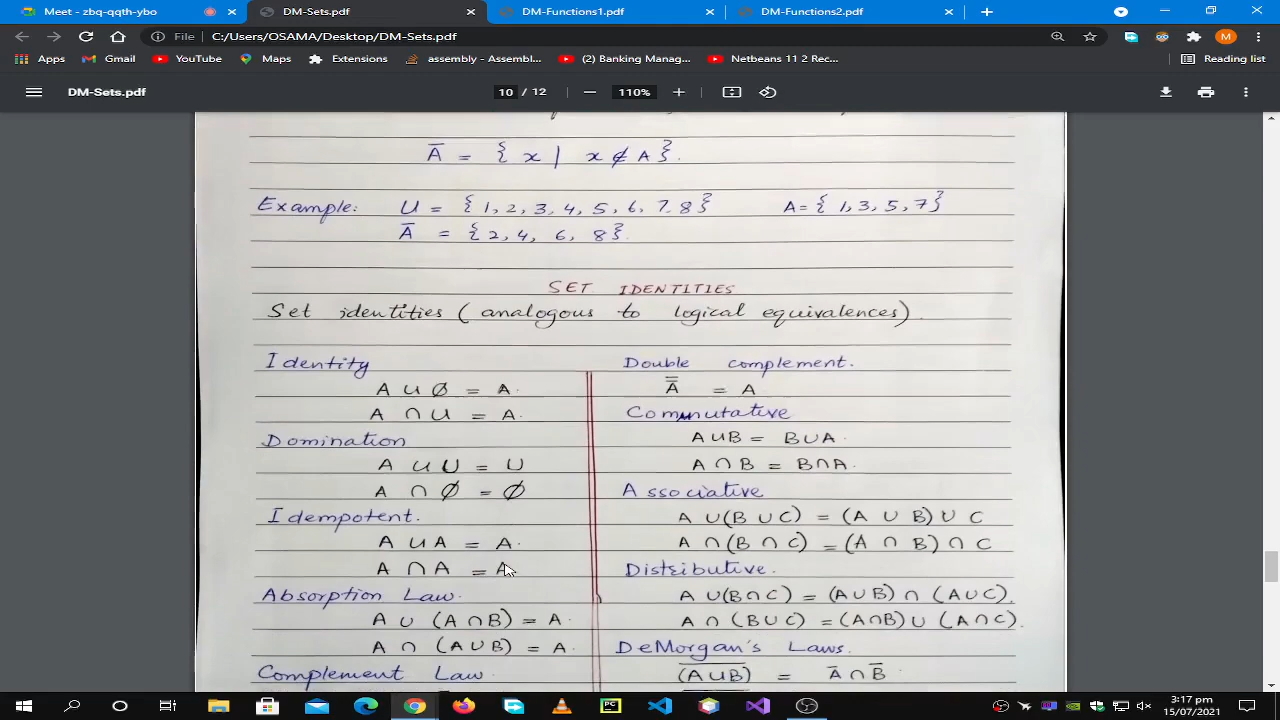 Meet - zbq-qqth-ybo
DM-Sets.pdf
DM-Functions1.pdf
DM-Functions2.pdf
File C:/Users/OSAMA/Desktop/DM-Sets.pdf
Apps Gmail YouTube Maps Extensions assembly - Assembl... (2) Banking Manag... Netbeans 11 2 Rec... Reading list
DM-Sets.pdf 10 / 12 110%
A̅ = { x | x ∉ A }.
Example: U = {1, 2, 3, 4, 5, 6, 7. 8} A = { 1, 3, 5, 7 }
A̅ = {2, 4, 6, 8}.
SET IDENTITIES
Set identities ( analogous to logical equivalences).
Identity
A ∪ ∅ = A.
A ∩ U = A.
Domination
A ∪ U = U
A ∩ ∅ = ∅
Idempotent.
A ∪ A = A.
A ∩ A = A
Absorption Law.
A ∪ (A ∩ B) = A.
A ∩ (A ∪ B) = A.
Complement Law.
Double complement.
A̿ = A
Commutative
A ∪ B = B ∪ A.
A ∩ B = B ∩ A.
Associative
A ∪ (B ∪ C) = (A ∪ B) ∪ C
A ∩ (B ∩ C) = (A ∩ B) ∩ C
Distributive.
A ∪ (B ∩ C) = (A ∪ B) ∩ (A ∪ C).
A ∩ (B ∪ C) = (A ∩ B) ∪ (A ∩ C).
DeMorgan's Laws.
(A̅ ̅∪̅ ̅B̅) = A̅ ∩ B̅
3:17 pm
15/07/2021